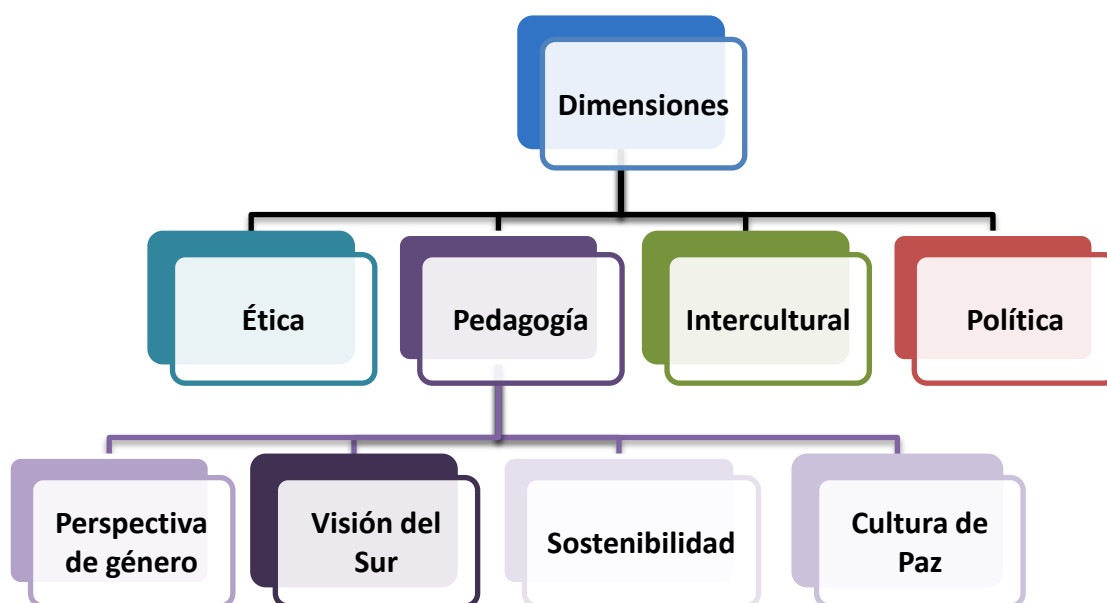 Dimensiones
Ética
Pedagogía
Intercultural
Política
Perspectiva
de género
Visión del
Sur
Sostenibilidad
Cultura de
Paz